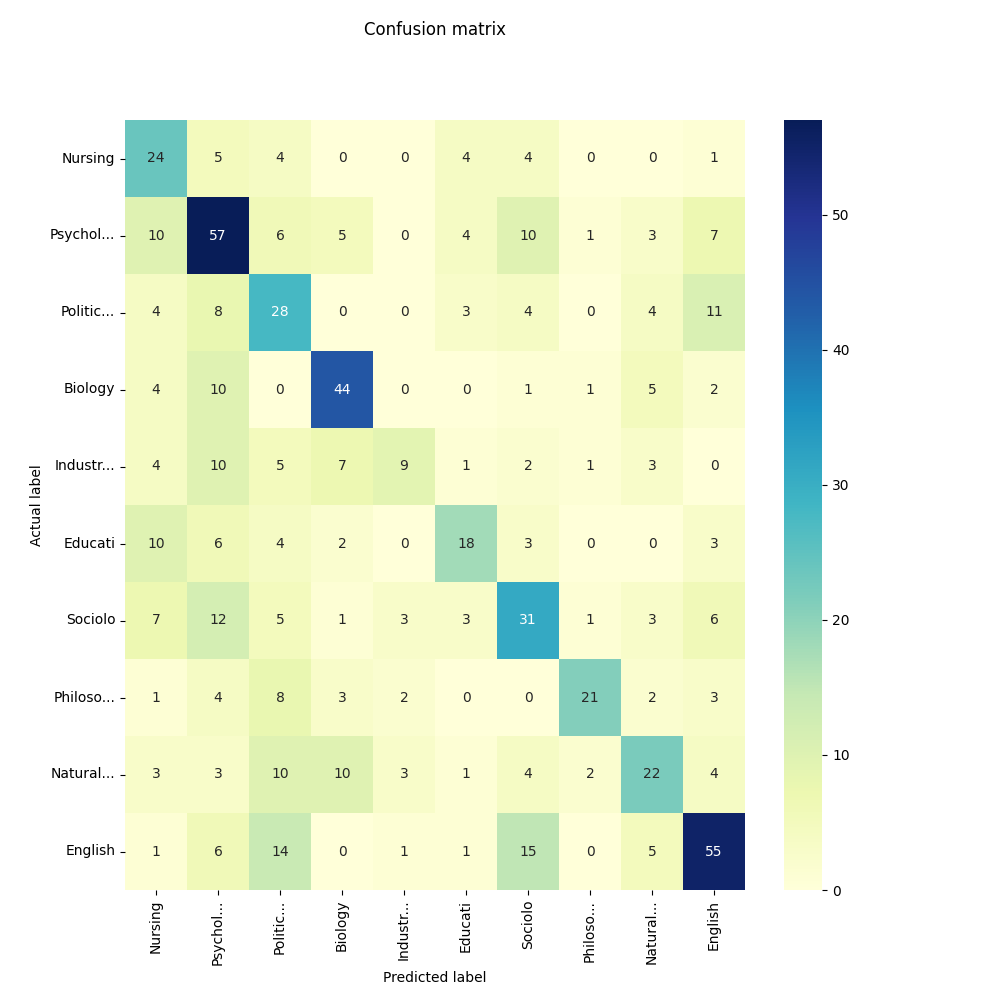 Confusion matrix
Nursing 24 5 4 0 0 4 4 0 0 1
Psychol... 10 57 6 5 0 4 10 1 3 7
Politic... 4 8 28 0 0 3 4 0 4 11
Biology 4 10 0 44 0 0 1 1 5 2
Industr... 4 10 5 7 9 1 2 1 3 0
Educati 10 6 4 2 0 18 3 0 0 3
Sociolo 7 12 5 1 3 3 31 1 3 6
Philoso... 1 4 8 3 2 0 0 21 2 3
Natural... 3 3 10 10 3 1 4 2 22 4
English 1 6 14 0 1 1 15 0 5 55
Actual label
Nursing Psychol... Politic... Biology Industr... Educati Sociolo Philoso... Natural... English
Predicted label
50
40
30
20
10
0